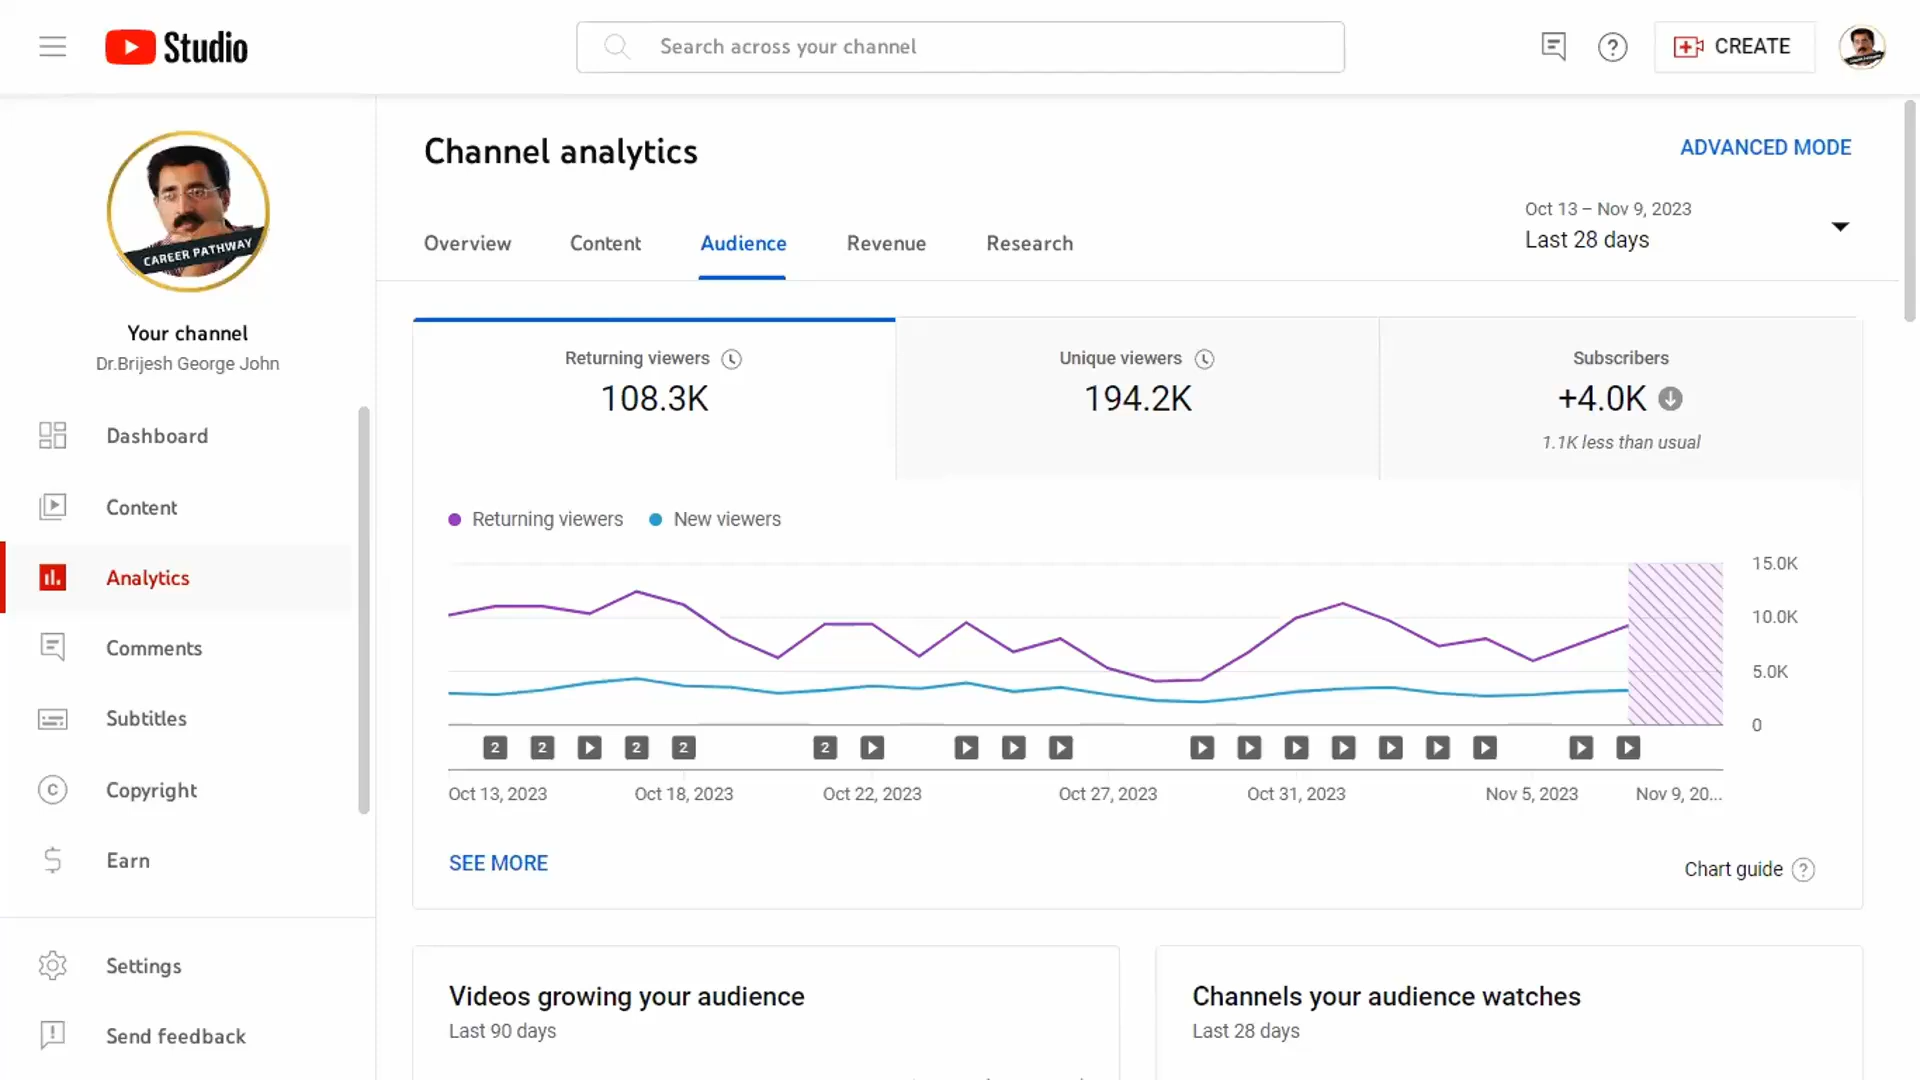 Studio
Search across your channel
CREATE
CAREER PATHWAY
Your channel
Dr.Brijesh George John
Dashboard
Content
Analytics
Comments
Subtitles
Copyright
Earn
Settings
Send feedback
Channel analytics
ADVANCED MODE
Overview Content Audience Revenue Research
Oct 13 – Nov 9, 2023
Last 28 days
Returning viewers
108.3K
Unique viewers
194.2K
Subscribers
+4.0K
1.1K less than usual
Returning viewers New viewers
15.0K
10.0K
5.0K
0
2 2 2 2 2
Oct 13, 2023 Oct 18, 2023 Oct 22, 2023 Oct 27, 2023 Oct 31, 2023 Nov 5, 2023 Nov 9, 20...
SEE MORE
Chart guide ?
Videos growing your audience
Last 90 days
Channels your audience watches
Last 28 days